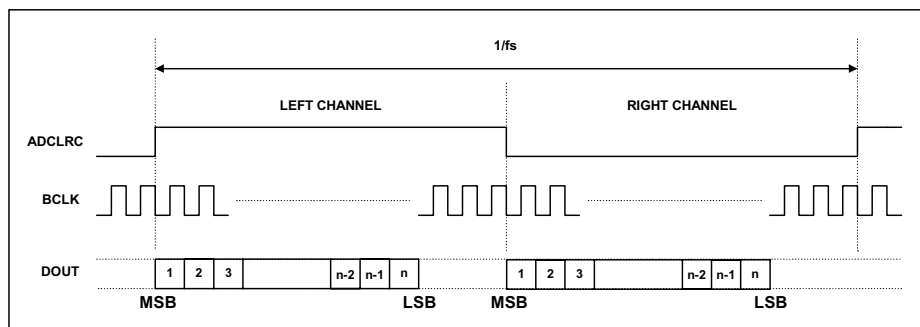 1/fs
LEFT CHANNEL RIGHT CHANNEL
ADCLRC
BCLK
DOUT 1 2 3 n-2 n-1 n 1 2 3 n-2 n-1 n
MSB LSB MSB LSB